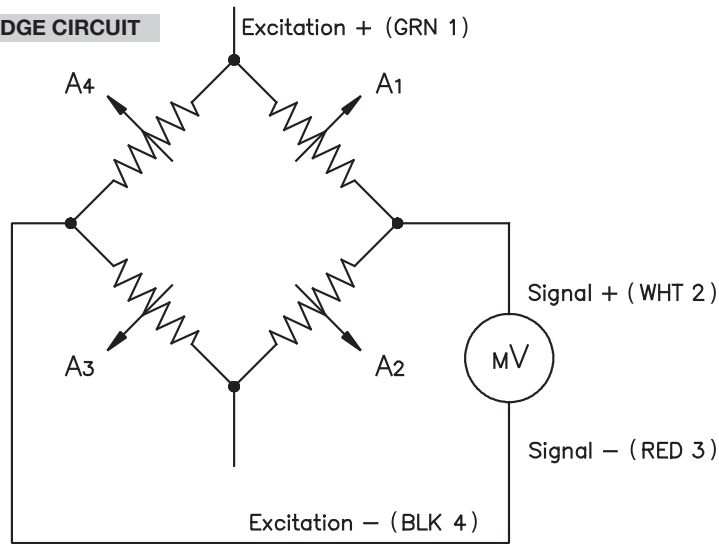 DGE CIRCUIT
Excitation + (GRN 1)
A4
A1
Signal + (WHT 2)
mV
A3
A2
Signal – (RED 3)
Excitation – (BLK 4)